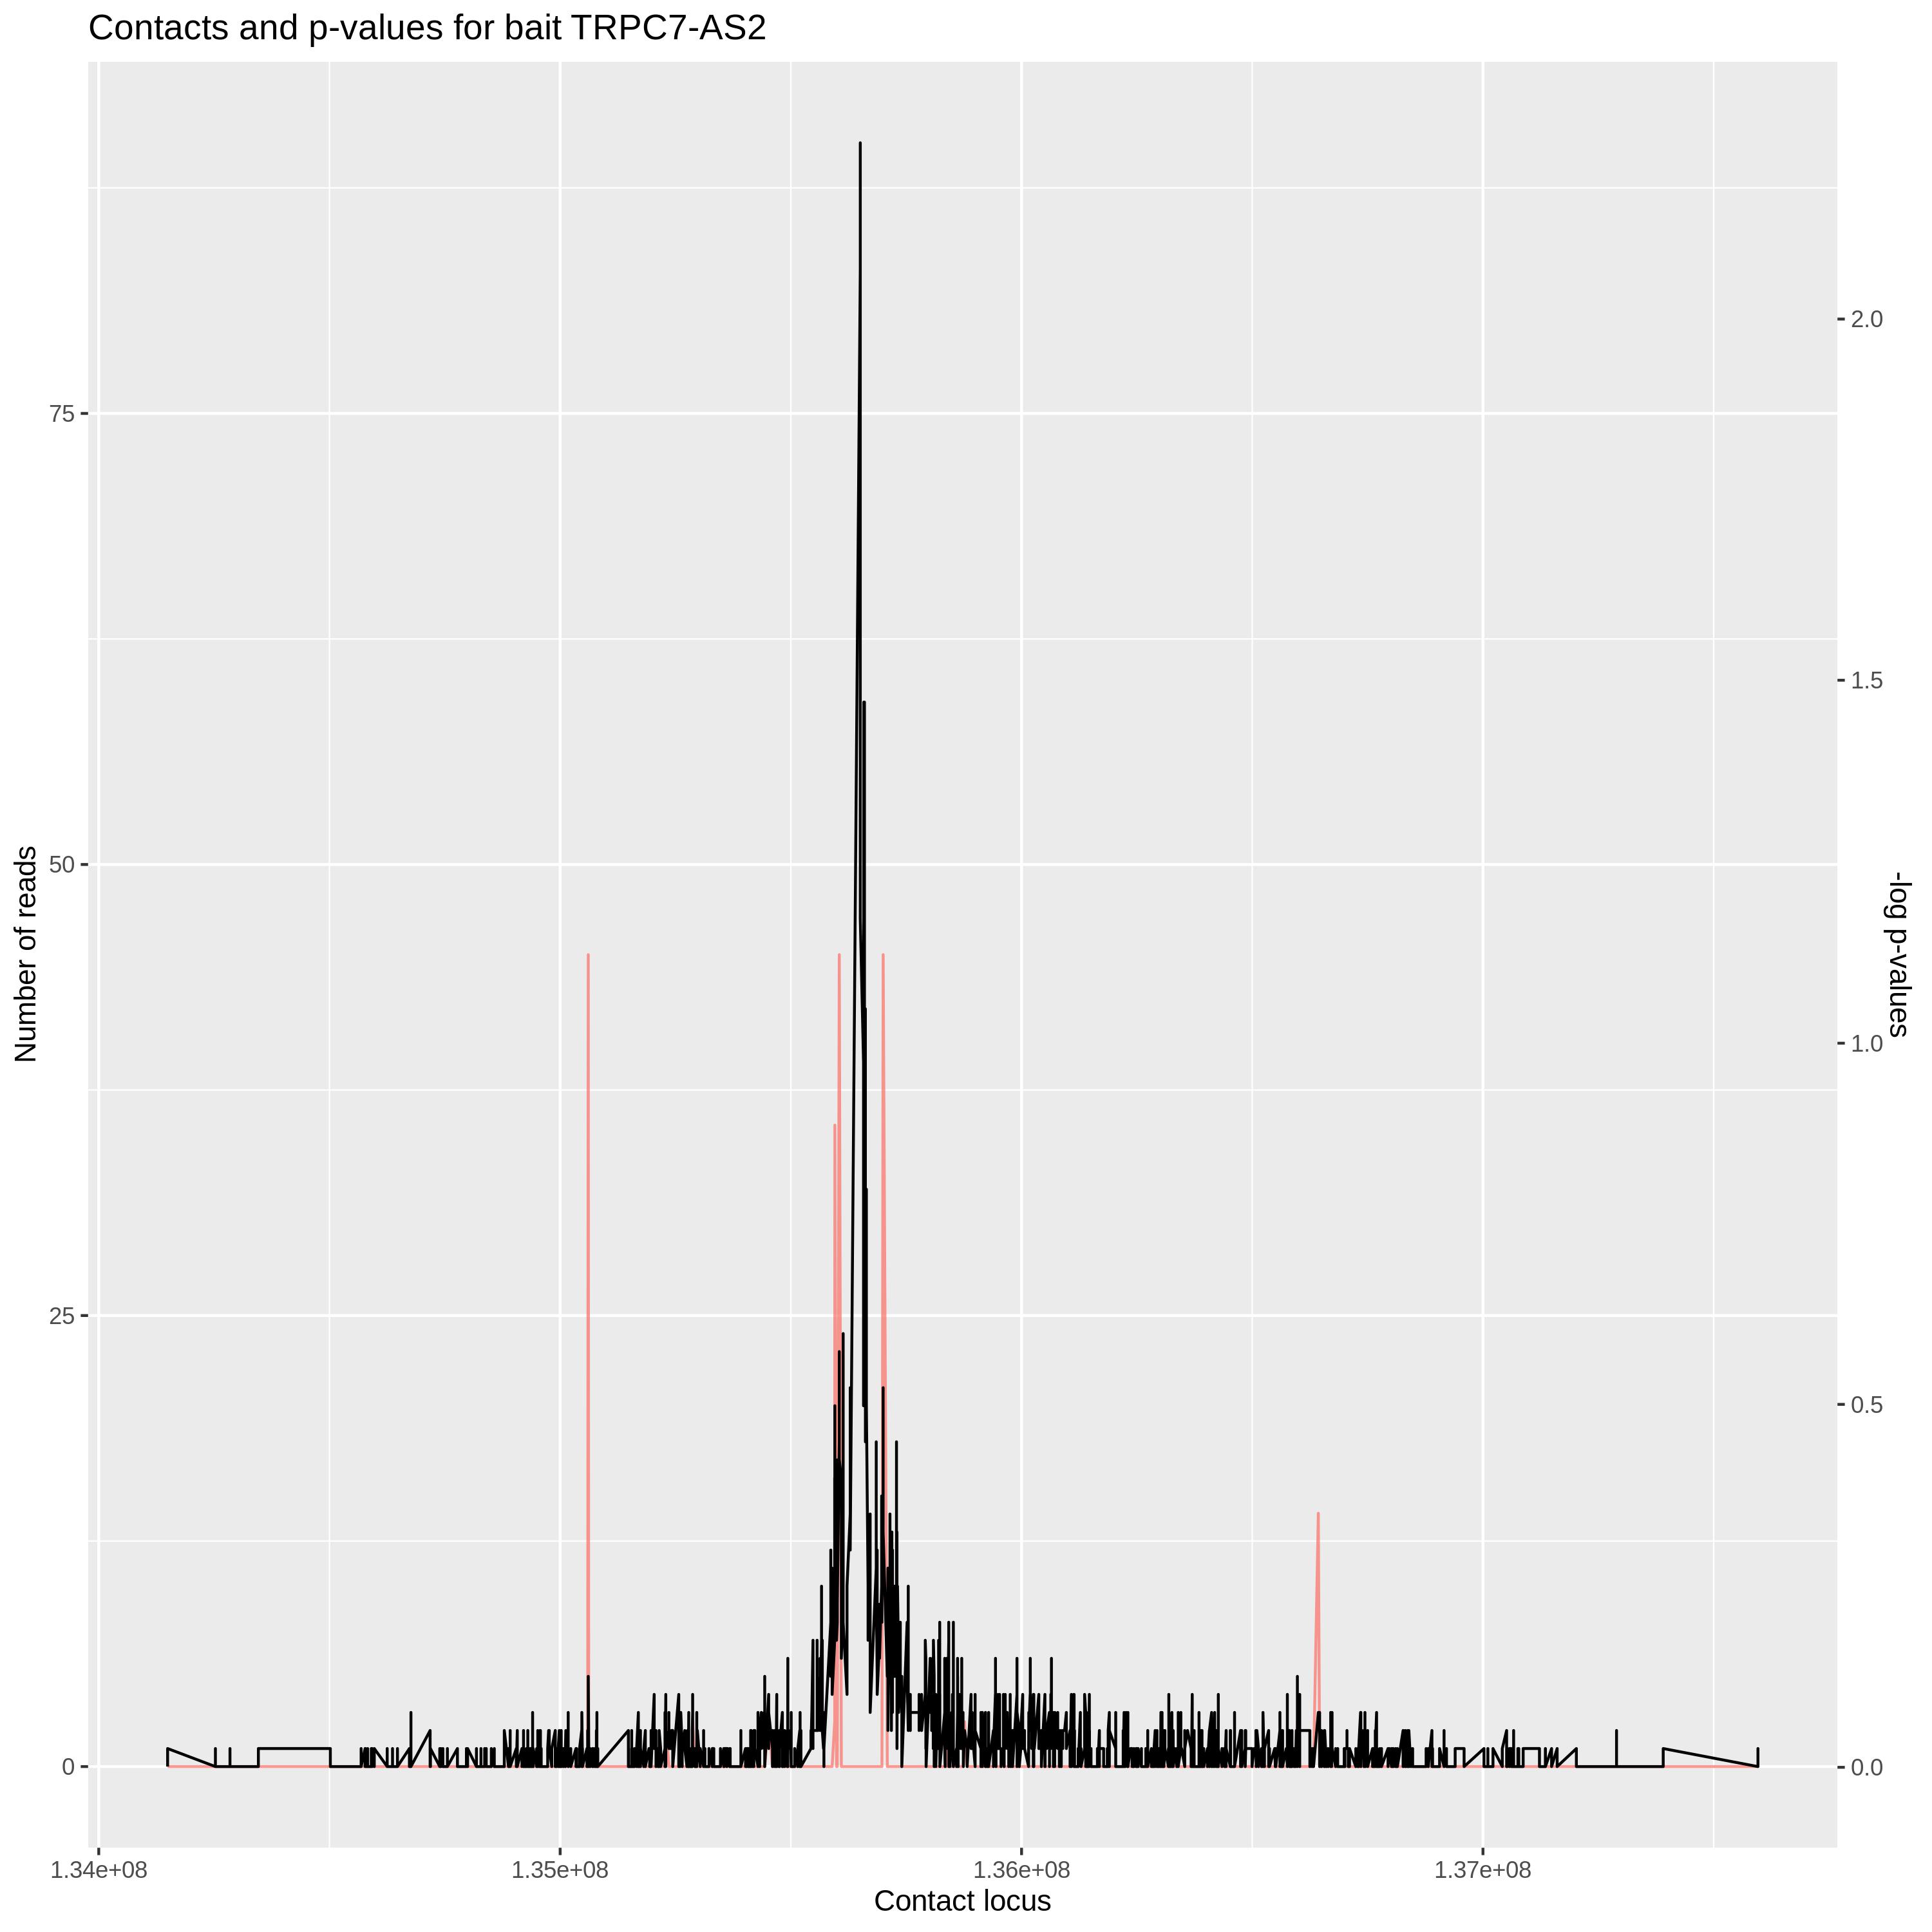 Contacts and p-values for bait TRPC7-AS2
Number of reads
75
50
25
0
2.0
1.5
1.0
0.5
0.0
-log p-values
1.34e+08
1.35e+08
1.36e+08
1.37e+08
Contact locus